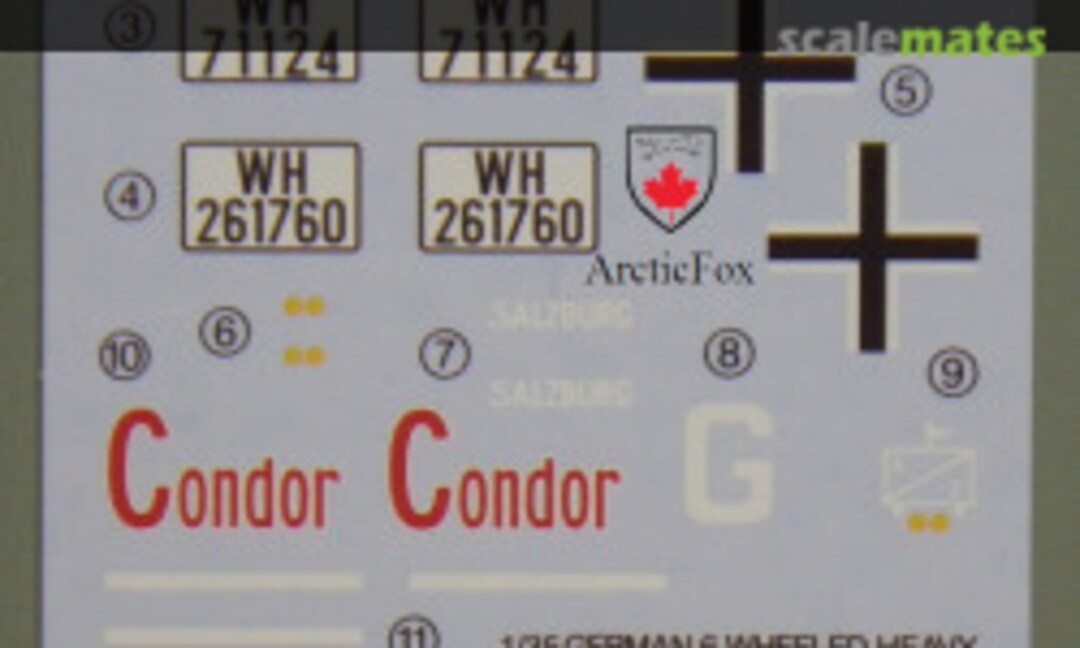 scalemates
③ WH WH
71124 71124
⑤
④ WH WH
261760 261760
ArcticFox
⑥ SALZBURG
⑩ ⑦ ⑧ ⑨
SALZBURG
Condor Condor G
⑪ 1/35 GERMAN 6 WHEELED HEAVY